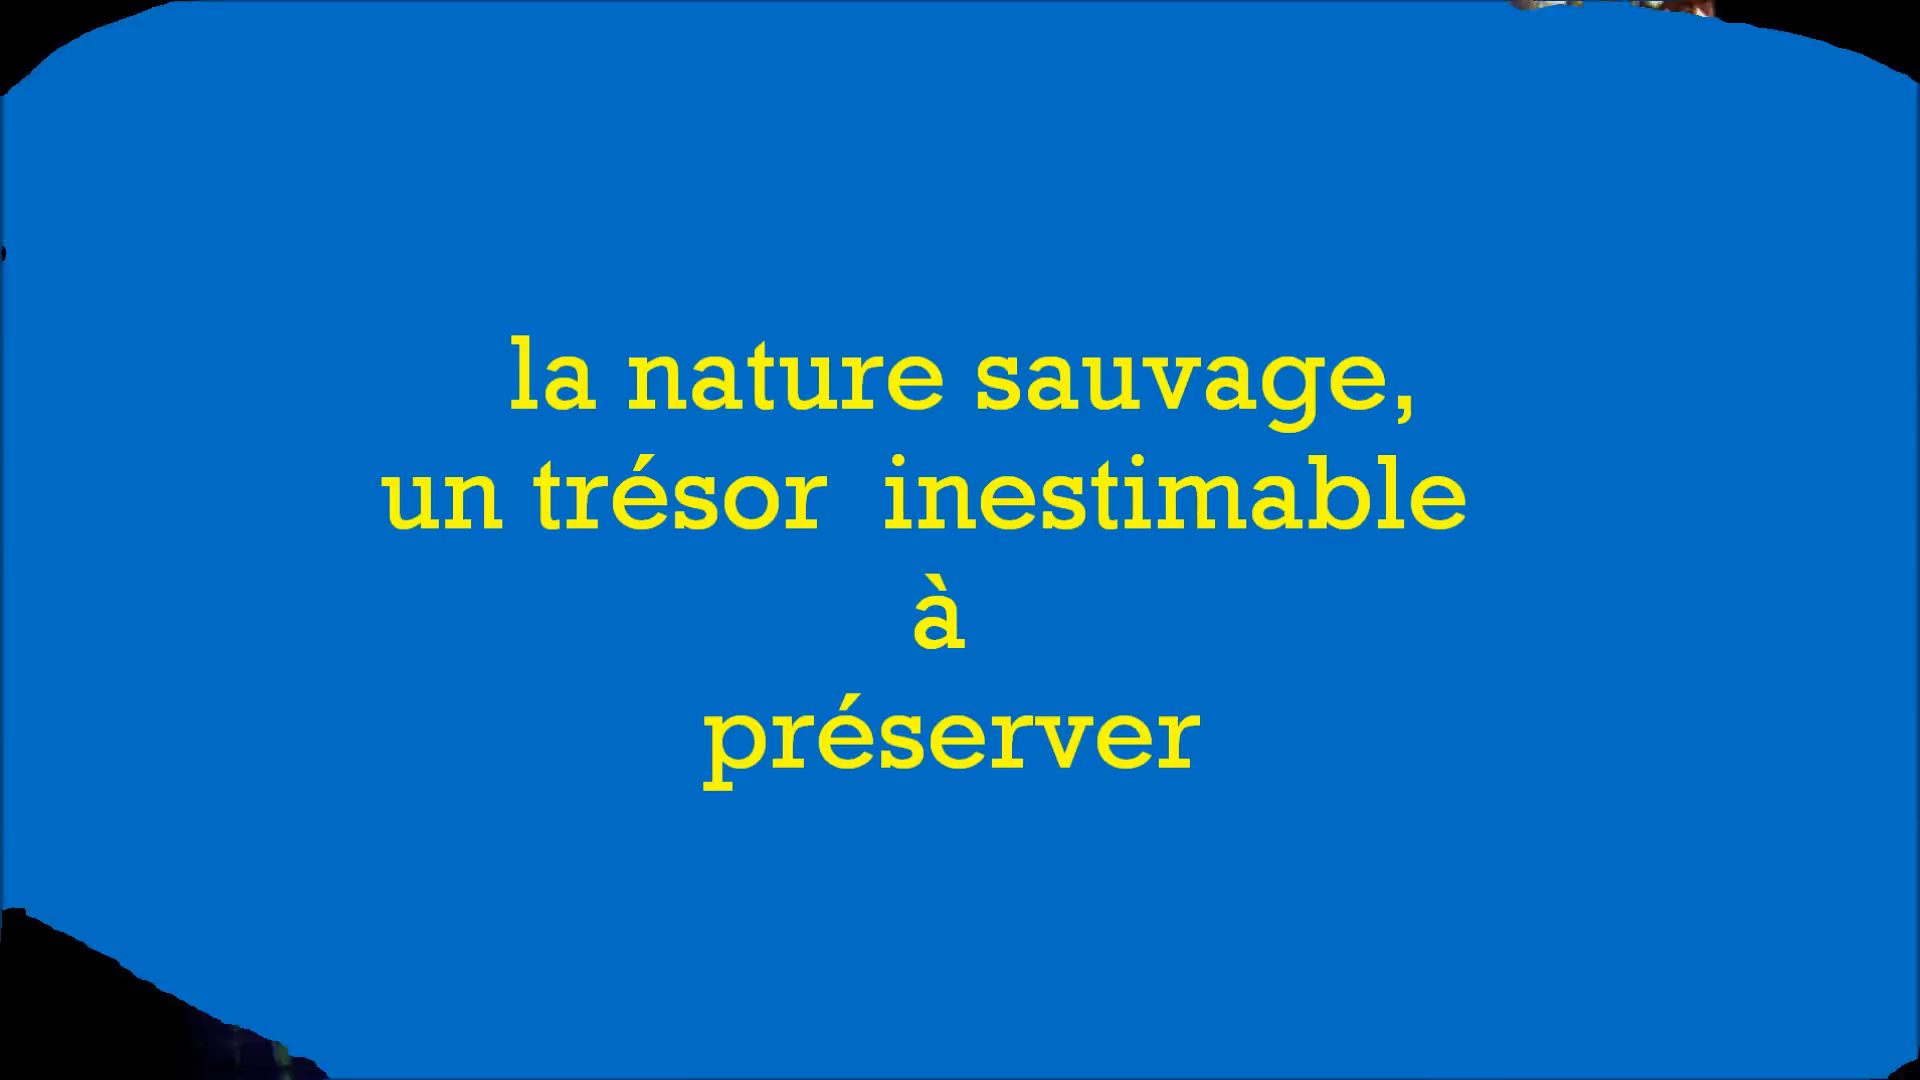 la nature sauvage,
un trésor  inestimable
à
préserver